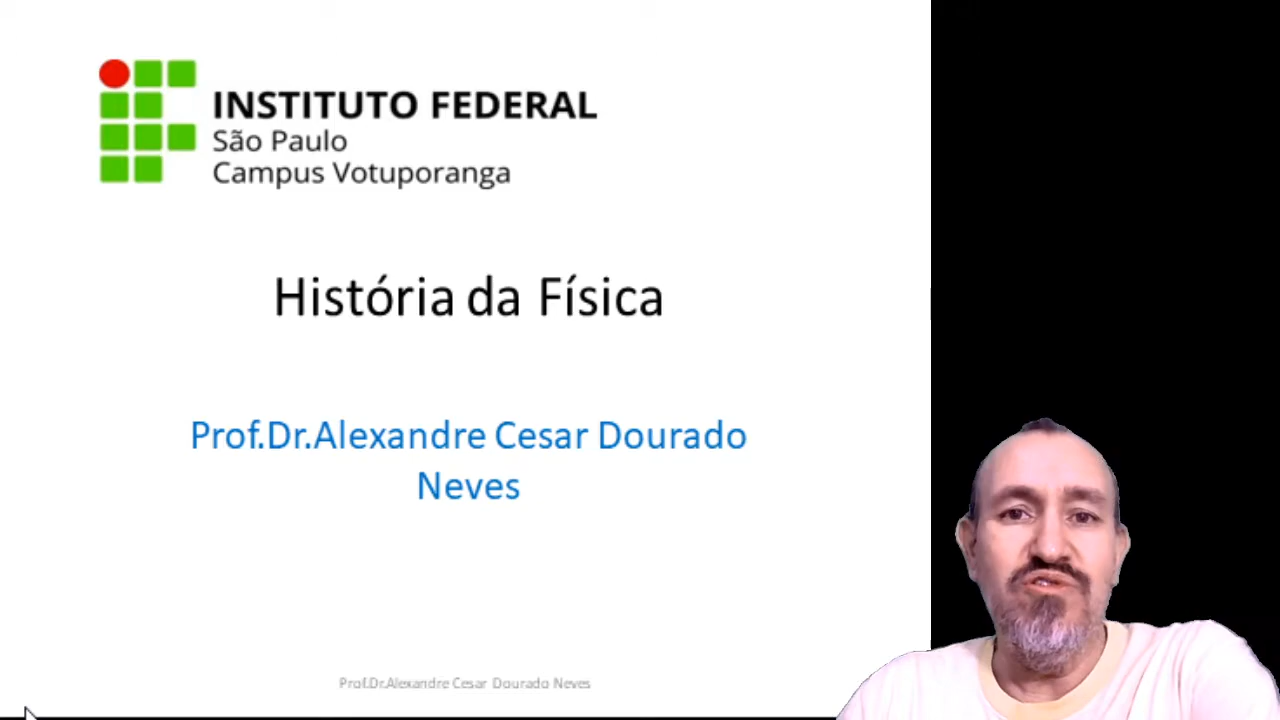 INSTITUTO FEDERAL
São Paulo
Campus Votuporanga
História da Física
Prof.Dr.Alexandre Cesar Dourado
Neves
Prof.Dr.Alexandre Cesar Dourado Neves